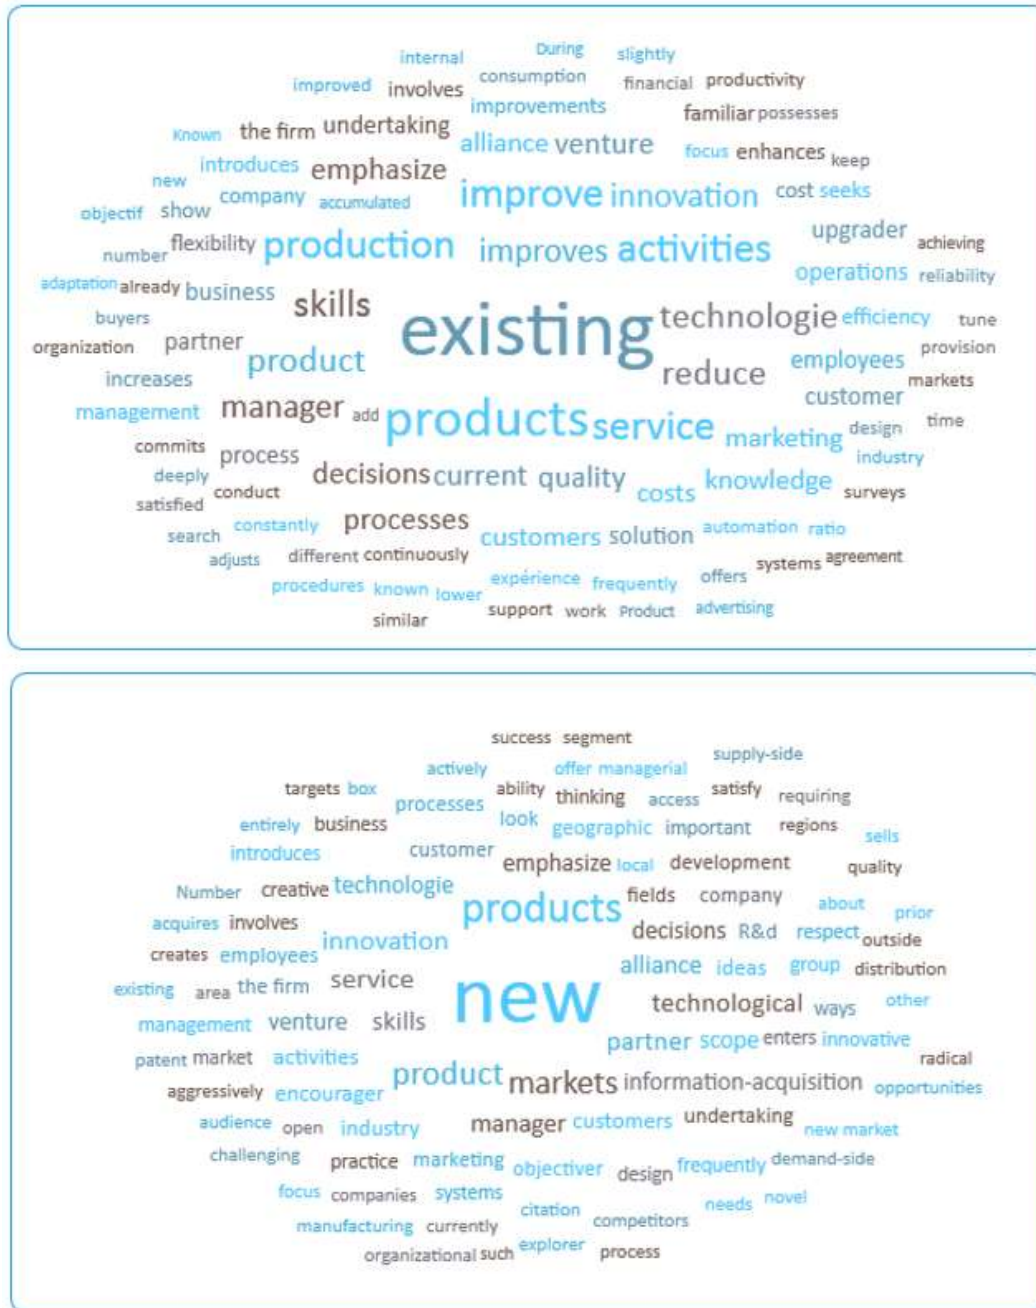 During slightly
internal consumption financial productivity
improved involves improvements familiar possesses
Known the firm undertaking alliance venture focus enhances keep
introduces emphasize
new company accumulated improve innovation cost seeks
objectif show
number flexibility production improves activities upgrader achieving
adaptation already business skills operations reliability
buyers existing technologie efficiency tune
organization partner product reduce employees provision
increases customer markets
management manager add products service marketing design time
commits process industry
deeply decisions current quality costs knowledge surveys
satisfied conduct
search constantly processes customers solution automation ratio
adjusts different continuously systems agreement
procedures known lower expérience frequently offers
similar support work Product advertising
success segment
actively offer managerial supply-side
targets box processes ability thinking access satisfy requiring
entirely business look geographic important regions sells
introduces customer emphasize local development quality
Number creative technologie products fields company about prior
acquires involves innovation decisions R&d respect outside
creates employees service alliance ideas group distribution
existing area the firm new technological ways other
management venture skills partner scope enters innovative
patent market activities product markets information-acquisition radical
aggressively encourager opportunities
audience open industry manager customers undertaking new market
challenging practice marketing objectiver design frequently demand-side
focus companies systems citation needs novel
manufacturing currently competitors
organizational such explorer process